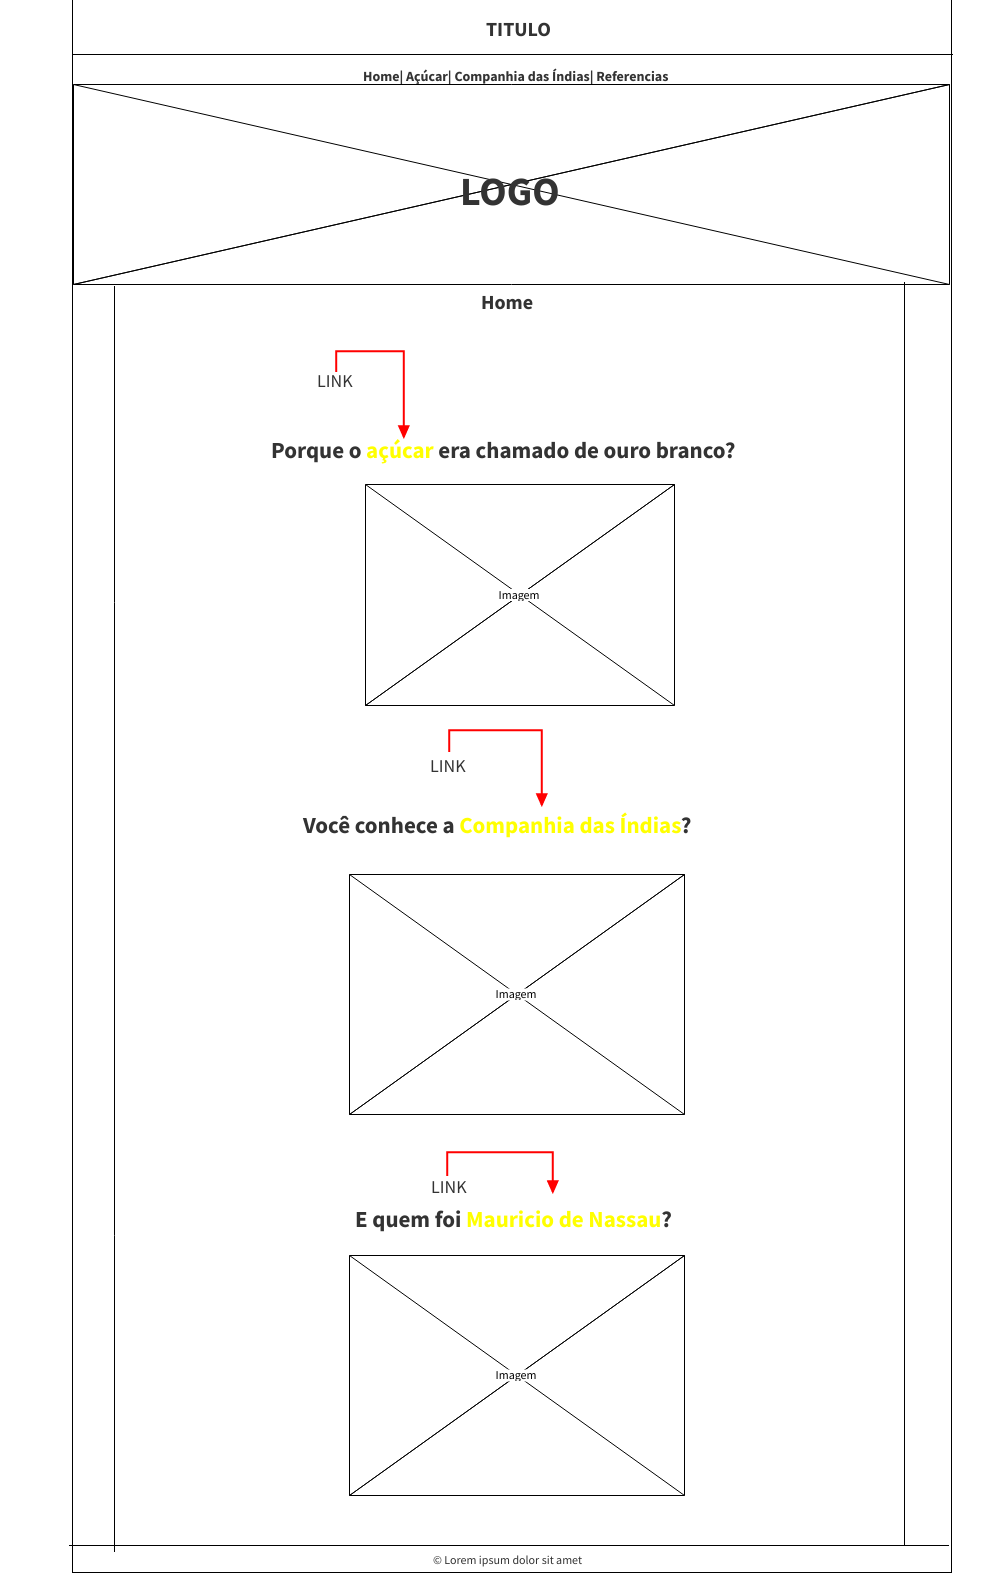 TITULO
Home| Açúcar| Companhia das Índias| Referencias
LOGO
Home
LINK
Porque o açúcar era chamado de ouro branco?
Imagem
LINK
Você conhece a Companhia das Índias?
Imagem
LINK
E quem foi Mauricio de Nassau?
Imagem
© Lorem ipsum dolor sit amet